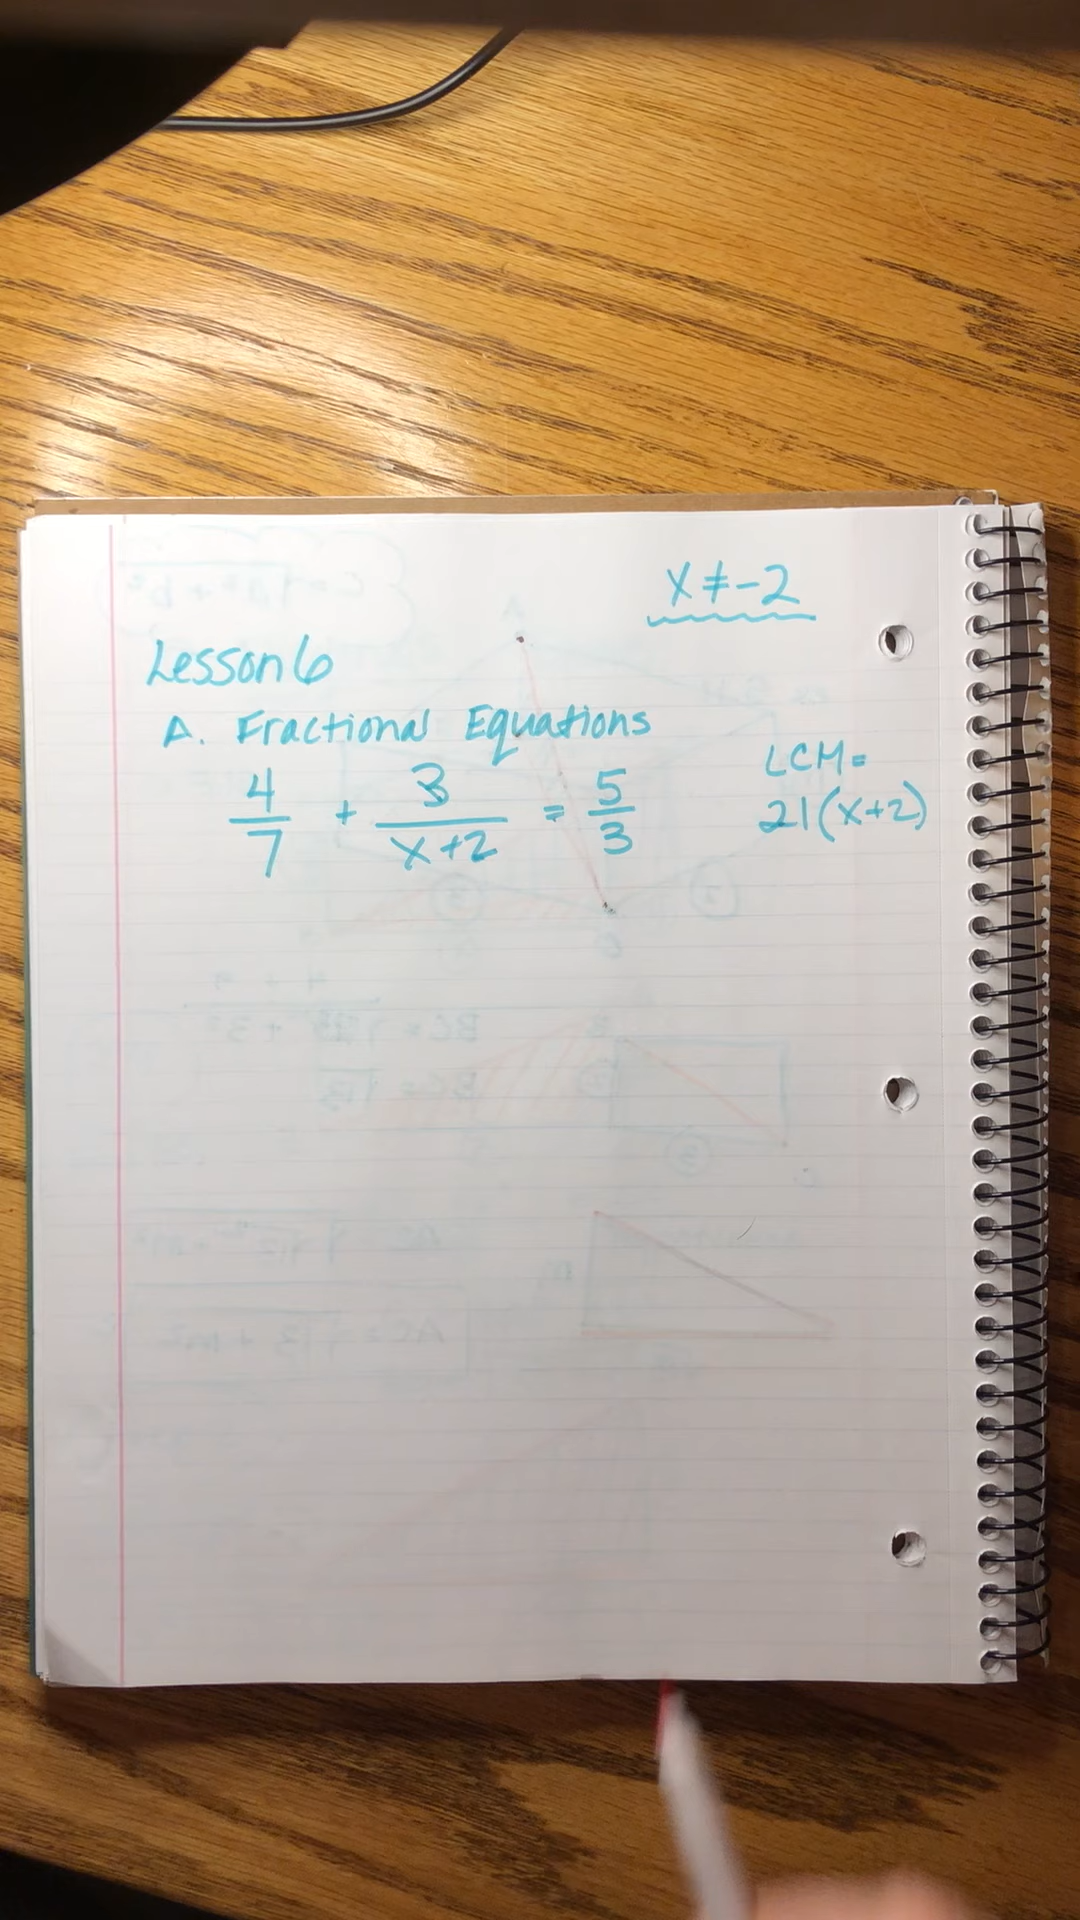 x ≠ -2
Lesson 6
A. Fractional Equations
4/7 + 3/(x+2) = 5/3
LCM =
21(x+2)